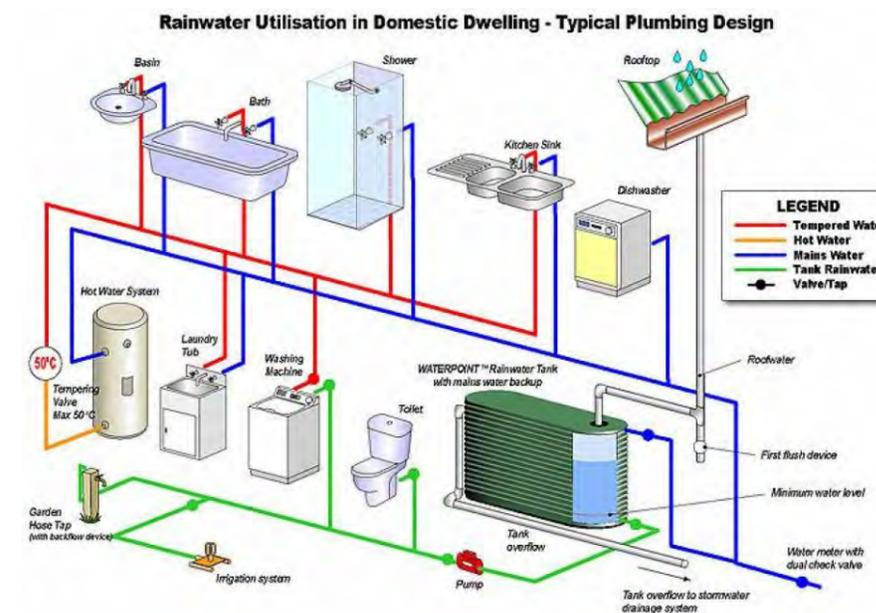 Rainwater Utilisation in Domestic Dwelling - Typical Plumbing Design
Basin
Bath
Shower
Rooftop
Kitchen Sink
Dishwasher
LEGEND
Tempered Wate
Hot Water
Mains Water
Tank Rainwater
Valve/Tap
Hot Water System
50°C
Tempering
Valve
Max 50°C
Laundry
Tub
Washing
Machine
Toilet
WATERPOINT™ Rainwater Tank
with mains water backup
Roofwater
First flush device
Minimum water level
Garden
Hose Tap
(with backflow device)
Irrigation system
Pump
Tank
overflow
Tank overflow to stormwater
drainage system
Water meter with
dual check valve